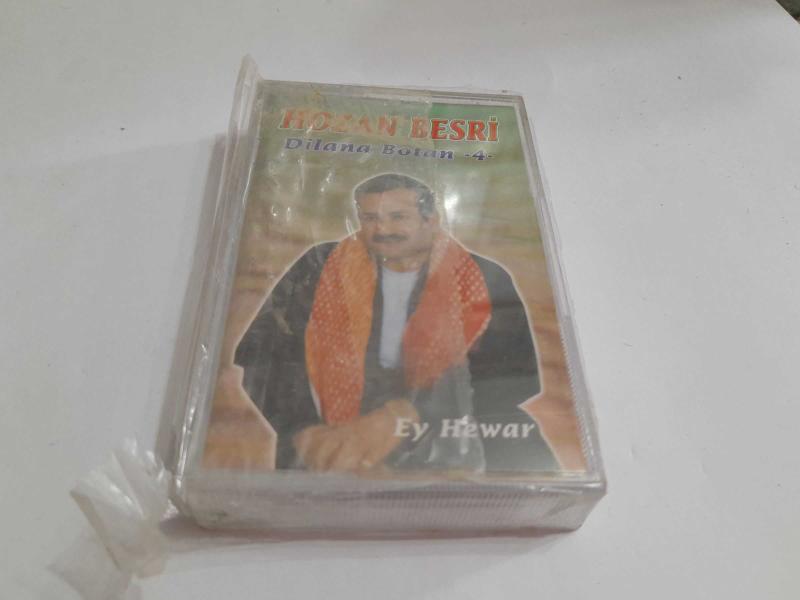 HOZAN BESRİ
Dilana Botan -4-
Ey Hewar